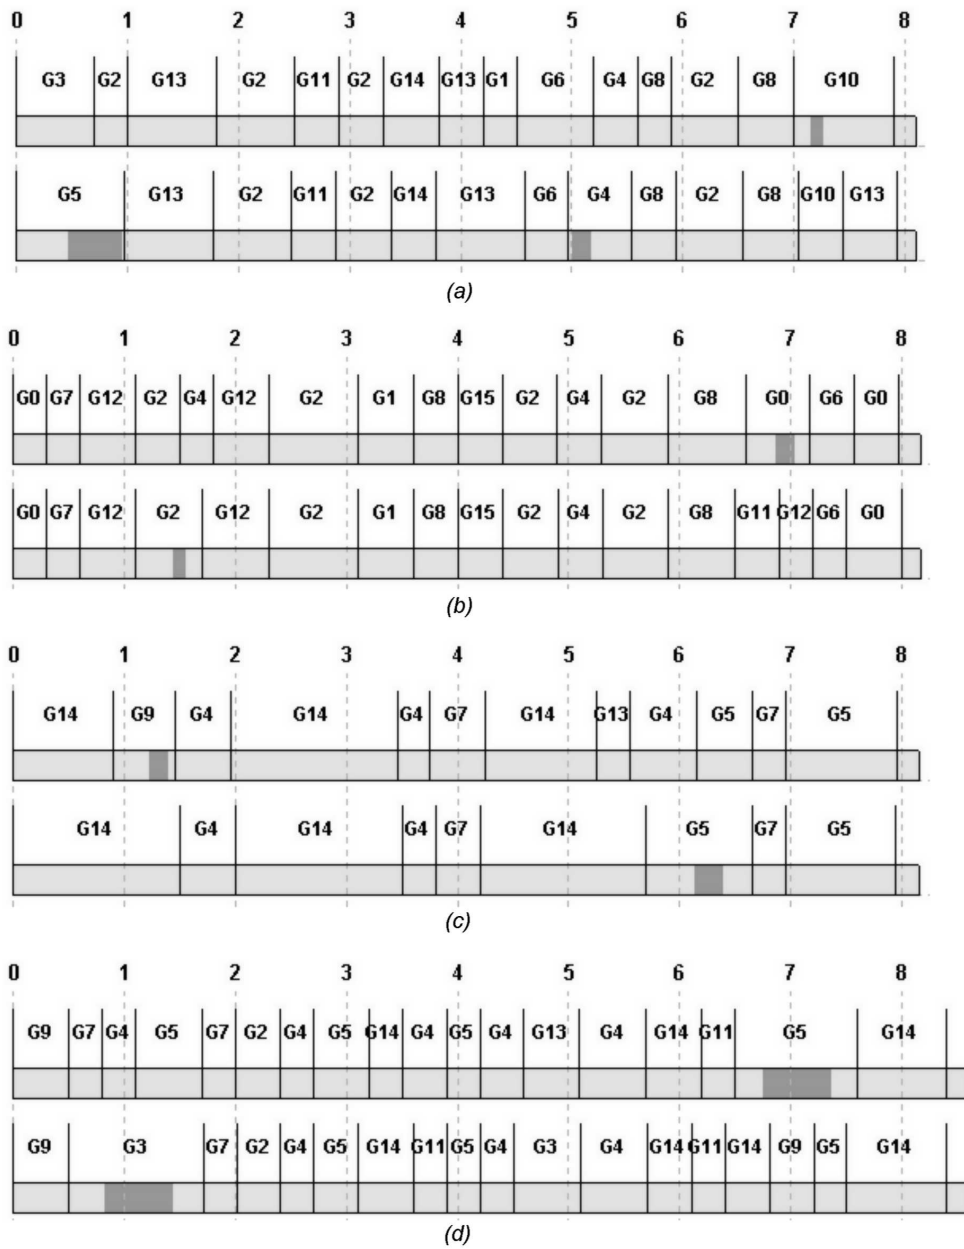 0 1 2 3 4 5 6 7 8
G3 G2 G13 G2 G11 G2 G14 G13 G1 G6 G4 G8 G2 G8 G10
G5 G13 G2 G11 G2 G14 G13 G6 G4 G8 G2 G8 G10 G13
(a)
0 1 2 3 4 5 6 7 8
G0 G7 G12 G2 G4 G12 G2 G1 G8 G15 G2 G4 G2 G8 G0 G6 G0
G0 G7 G12 G2 G12 G2 G1 G8 G15 G2 G4 G2 G8 G11 G12 G6 G0
(b)
0 1 2 3 4 5 6 7 8
G14 G9 G4 G14 G4 G7 G14 G13 G4 G5 G7 G5
G14 G4 G14 G4 G7 G14 G5 G7 G5
(c)
0 1 2 3 4 5 6 7 8
G9 G7 G4 G5 G7 G2 G4 G5 G14 G4 G5 G4 G13 G4 G14 G11 G5 G14
G9 G3 G7 G2 G4 G5 G14 G11 G5 G4 G3 G4 G14 G11 G14 G9 G5 G14
(d)